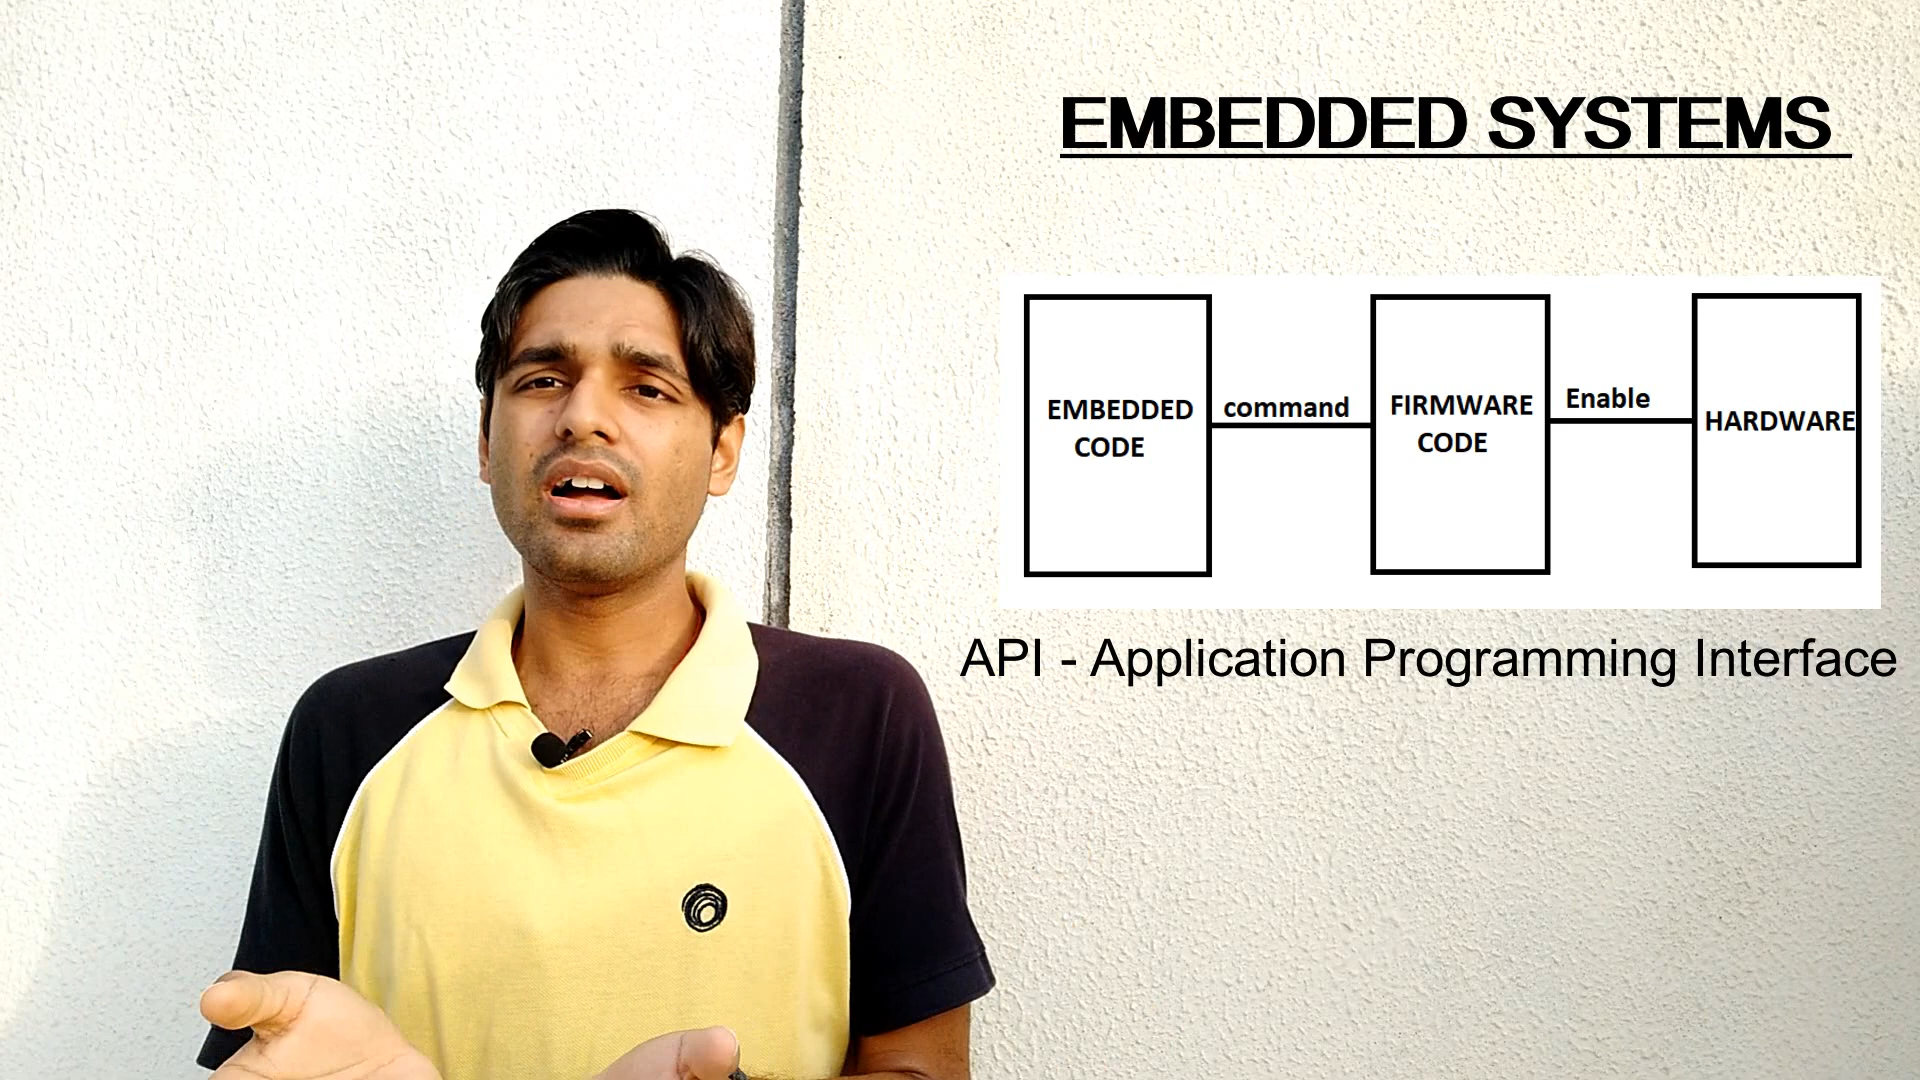 EMBEDDED SYSTEMS
EMBEDDED
CODE
command
FIRMWARE
CODE
Enable
HARDWARE
API - Application Programming Interface